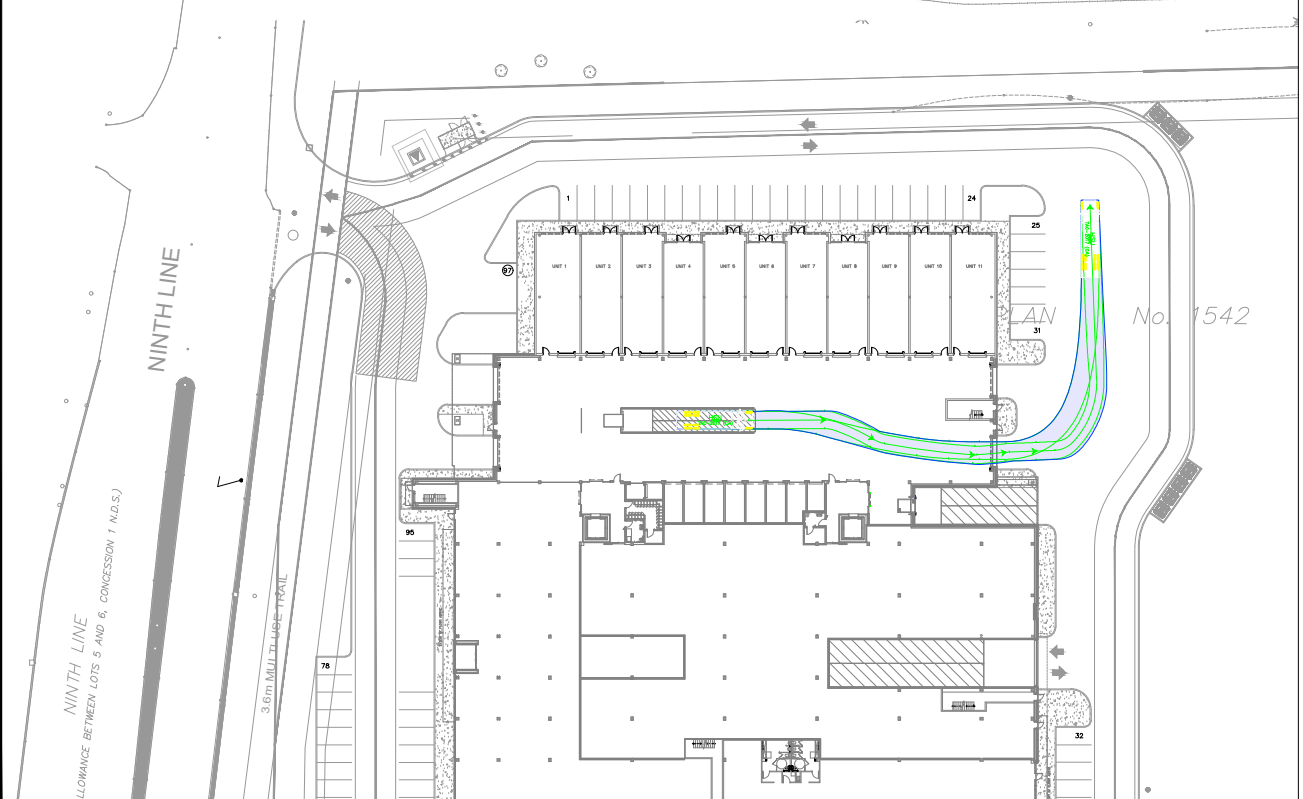 1
24
25
97
UNIT 1
UNIT 2
UNIT 3
UNIT 4
UNIT 5
UNIT 6
UNIT 7
UNIT 8
UNIT 9
UNIT 10
UNIT 11
NINTH LINE
PLAN No. 1542
31
95
78
32
3.6m MULTI USE TRAIL
NINTH LINE
LLOWANCE BETWEEN LOTS 5 AND 6, CONCESSION 1 N.D.S.)